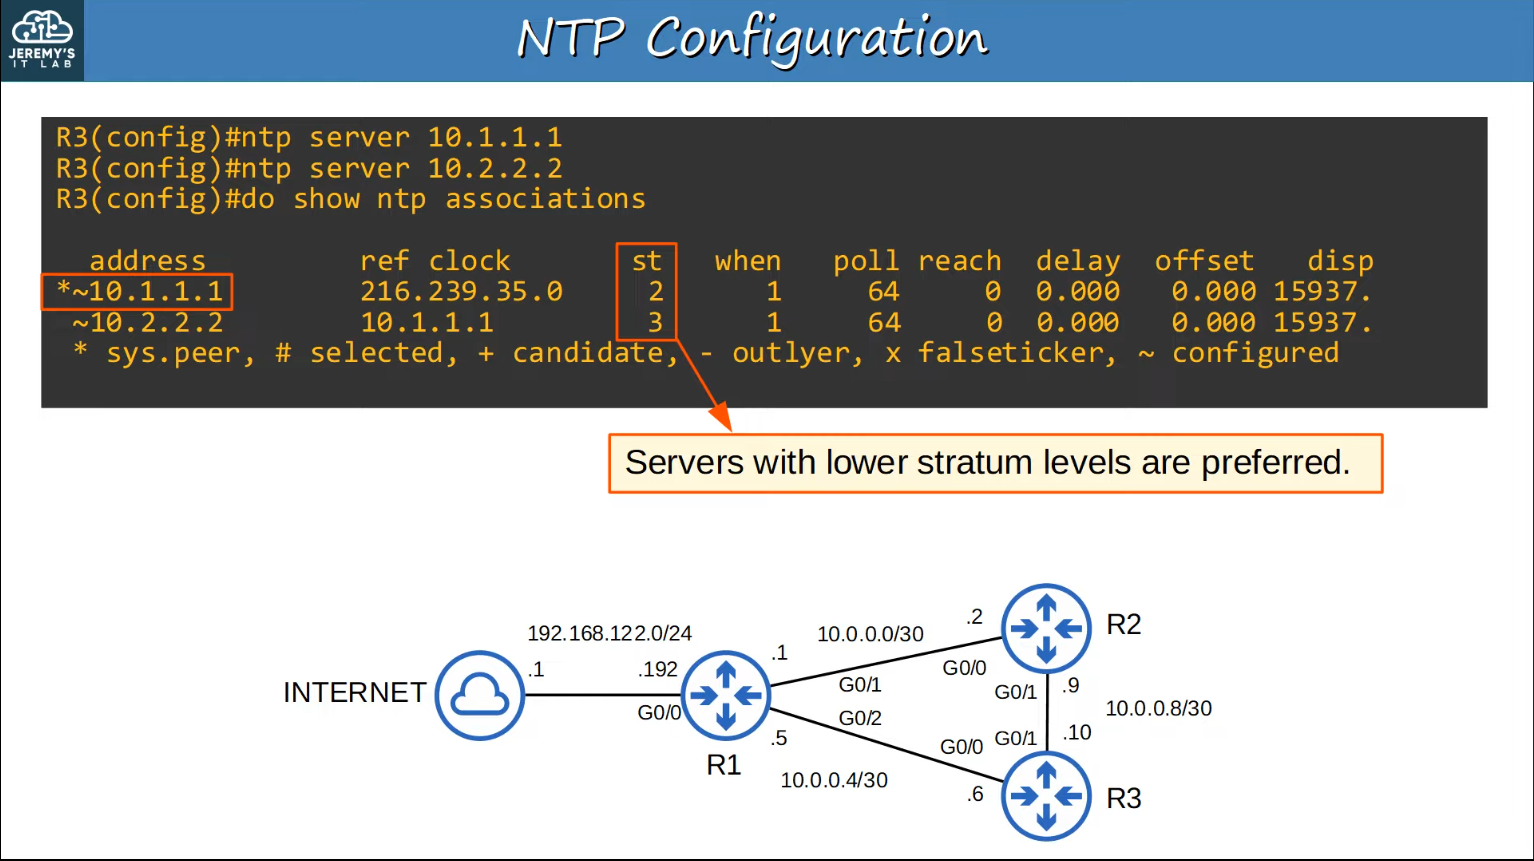 JEREMY'S
IT LAB
NTP Configuration
R3(config)#ntp server 10.1.1.1
R3(config)#ntp server 10.2.2.2
R3(config)#do show ntp associations
address ref clock st when poll reach delay offset disp
*~10.1.1.1 216.239.35.0 2 1 64 0 0.000 0.000 15937.
~10.2.2.2 10.1.1.1 3 1 64 0 0.000 0.000 15937.
* sys.peer, # selected, + candidate, - outlyer, x falseticker, ~ configured
Servers with lower stratum levels are preferred.
.2
R2
192.168.122.0/24
10.0.0.0/30
.1
.192
.1
G0/0
INTERNET
G0/1
G0/1
.9
G0/0
G0/2
10.0.0.8/30
.5
G0/0
G0/1
.10
R1
10.0.0.4/30
.6
R3